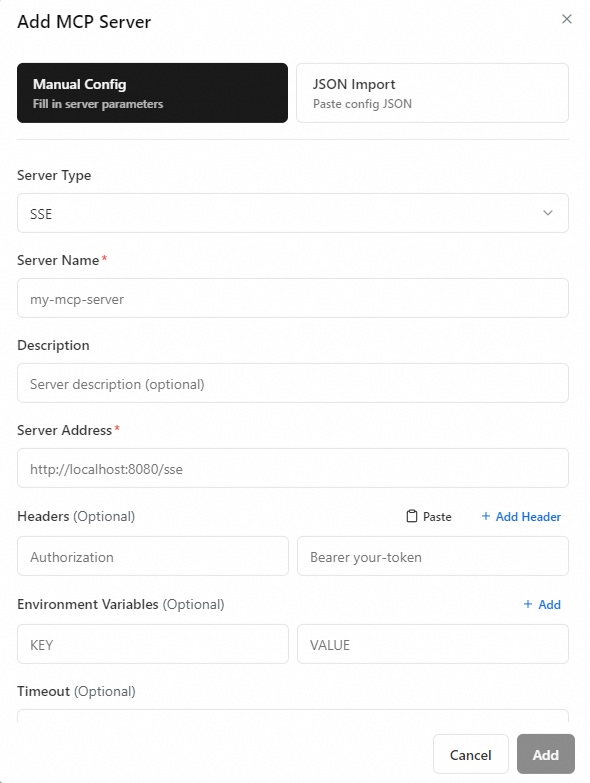 Add MCP Server
Manual Config
Fill in server parameters
JSON Import
Paste config JSON
Server Type
SSE
Server Name*
my-mcp-server
Description
Server description (optional)
Server Address*
http://localhost:8080/sse
Headers (Optional)
Paste
+ Add Header
Authorization
Bearer your-token
Environment Variables (Optional)
+ Add
KEY
VALUE
Timeout (Optional)
Cancel
Add